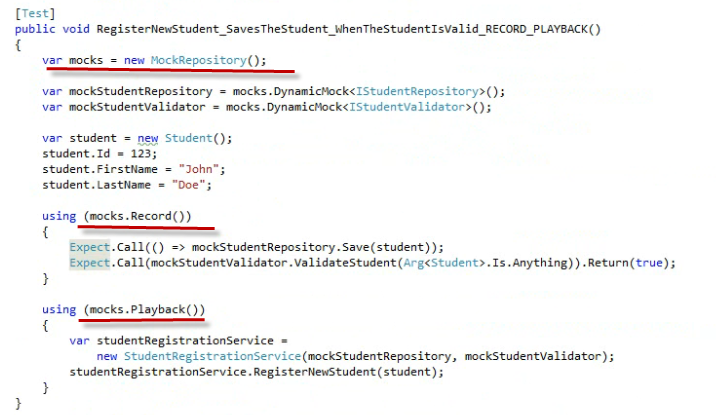 [Test]
public void RegisterNewStudent_SavesTheStudent_WhenTheStudentIsValid_RECORD_PLAYBACK()
{
    var mocks = new MockRepository();

    var mockStudentRepository = mocks.DynamicMock<IStudentRepository>();
    var mockStudentValidator = mocks.DynamicMock<IStudentValidator>();

    var student = new Student();
    student.Id = 123;
    student.FirstName = "John";
    student.LastName = "Doe";

    using (mocks.Record())
    {
        Expect.Call(() => mockStudentRepository.Save(student));
        Expect.Call(mockStudentValidator.ValidateStudent(Arg<Student>.Is.Anything)).Return(true);
    }

    using (mocks.Playback())
    {
        var studentRegistrationService =
            new StudentRegistrationService(mockStudentRepository, mockStudentValidator);
        studentRegistrationService.RegisterNewStudent(student);
    }
}